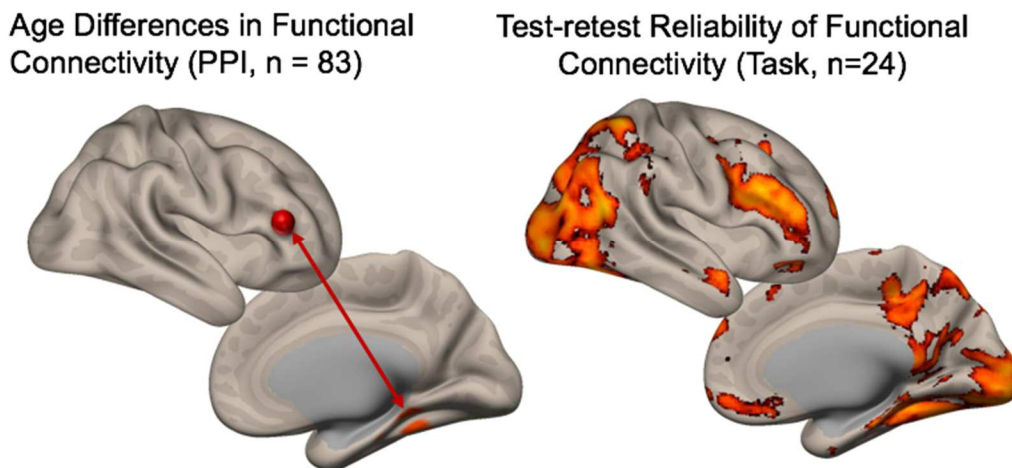 Age Differences in Functional
Connectivity (PPI, n = 83)
Test-retest Reliability of Functional
Connectivity (Task, n=24)